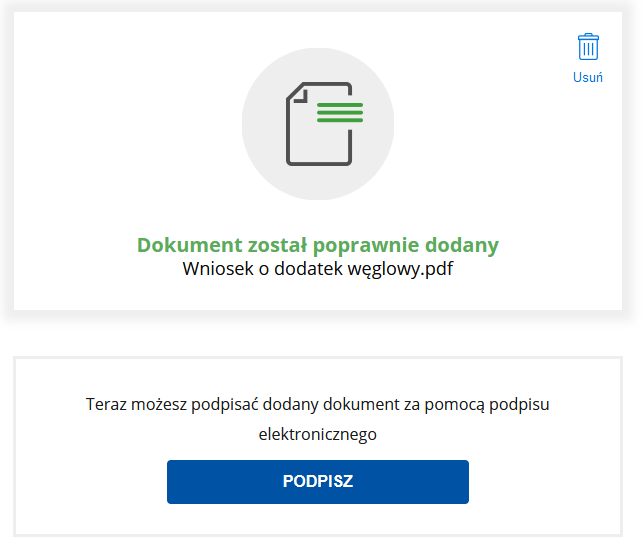 Usuń
Dokument został poprawnie dodany
Wniosek o dodatek węglowy.pdf
Teraz możesz podpisać dodany dokument za pomocą podpisu
elektronicznego
PODPISZ